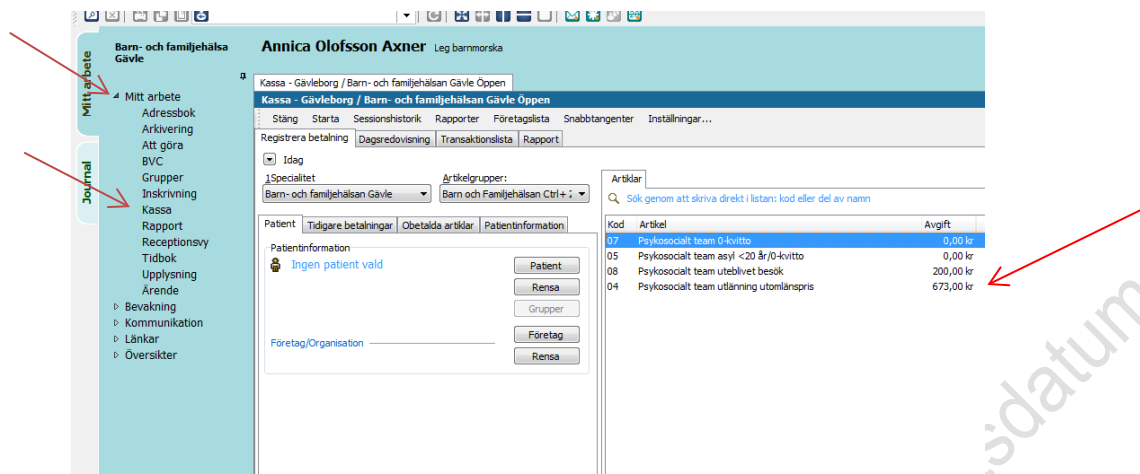 Mitt arbete
Journal
Barn- och familjehälsa
Gävle
Mitt arbete
Adressbok
Arkivering
Att göra
BVC
Grupper
Inskrivning
Kassa
Rapport
Receptionsvy
Tidbok
Upplysning
Ärende
Bevakning
Kommunikation
Länkar
Översikter
Annica Olofsson Axner Leg barnmorska
Kassa - Gävleborg / Barn- och familjehälsan Gävle Öppen
Kassa - Gävleborg / Barn- och familjehälsan Gävle Öppen
Stäng Starta Sessionshistorik Rapporter Företagslista Snabbtangenter Inställningar...
Registrera betalning Dagsredovisning Transaktionslista Rapport
Idag
1Specialitet Artikelgrupper:
Barn- och familjehälsan Gävle Barn och Familjehälsan Ctrl+
Patient Tidigare betalningar Obetalda artiklar Patientinformation
Patientinformation
Ingen patient vald Patient
Rensa
Grupper
Företag/Organisation Företag
Rensa
Artiklar
Sök genom att skriva direkt i listan: kod eller del av namn
Kod Artikel Avgift
07 Psykosocialt team 0-kvitto 0,00 kr
05 Psykosocialt team asyl <20 år/0-kvitto 0,00 kr
08 Psykosocialt team uteblivet besök 200,00 kr
04 Psykosocialt team utlänning utomlänspris 673,00 kr
sdatum